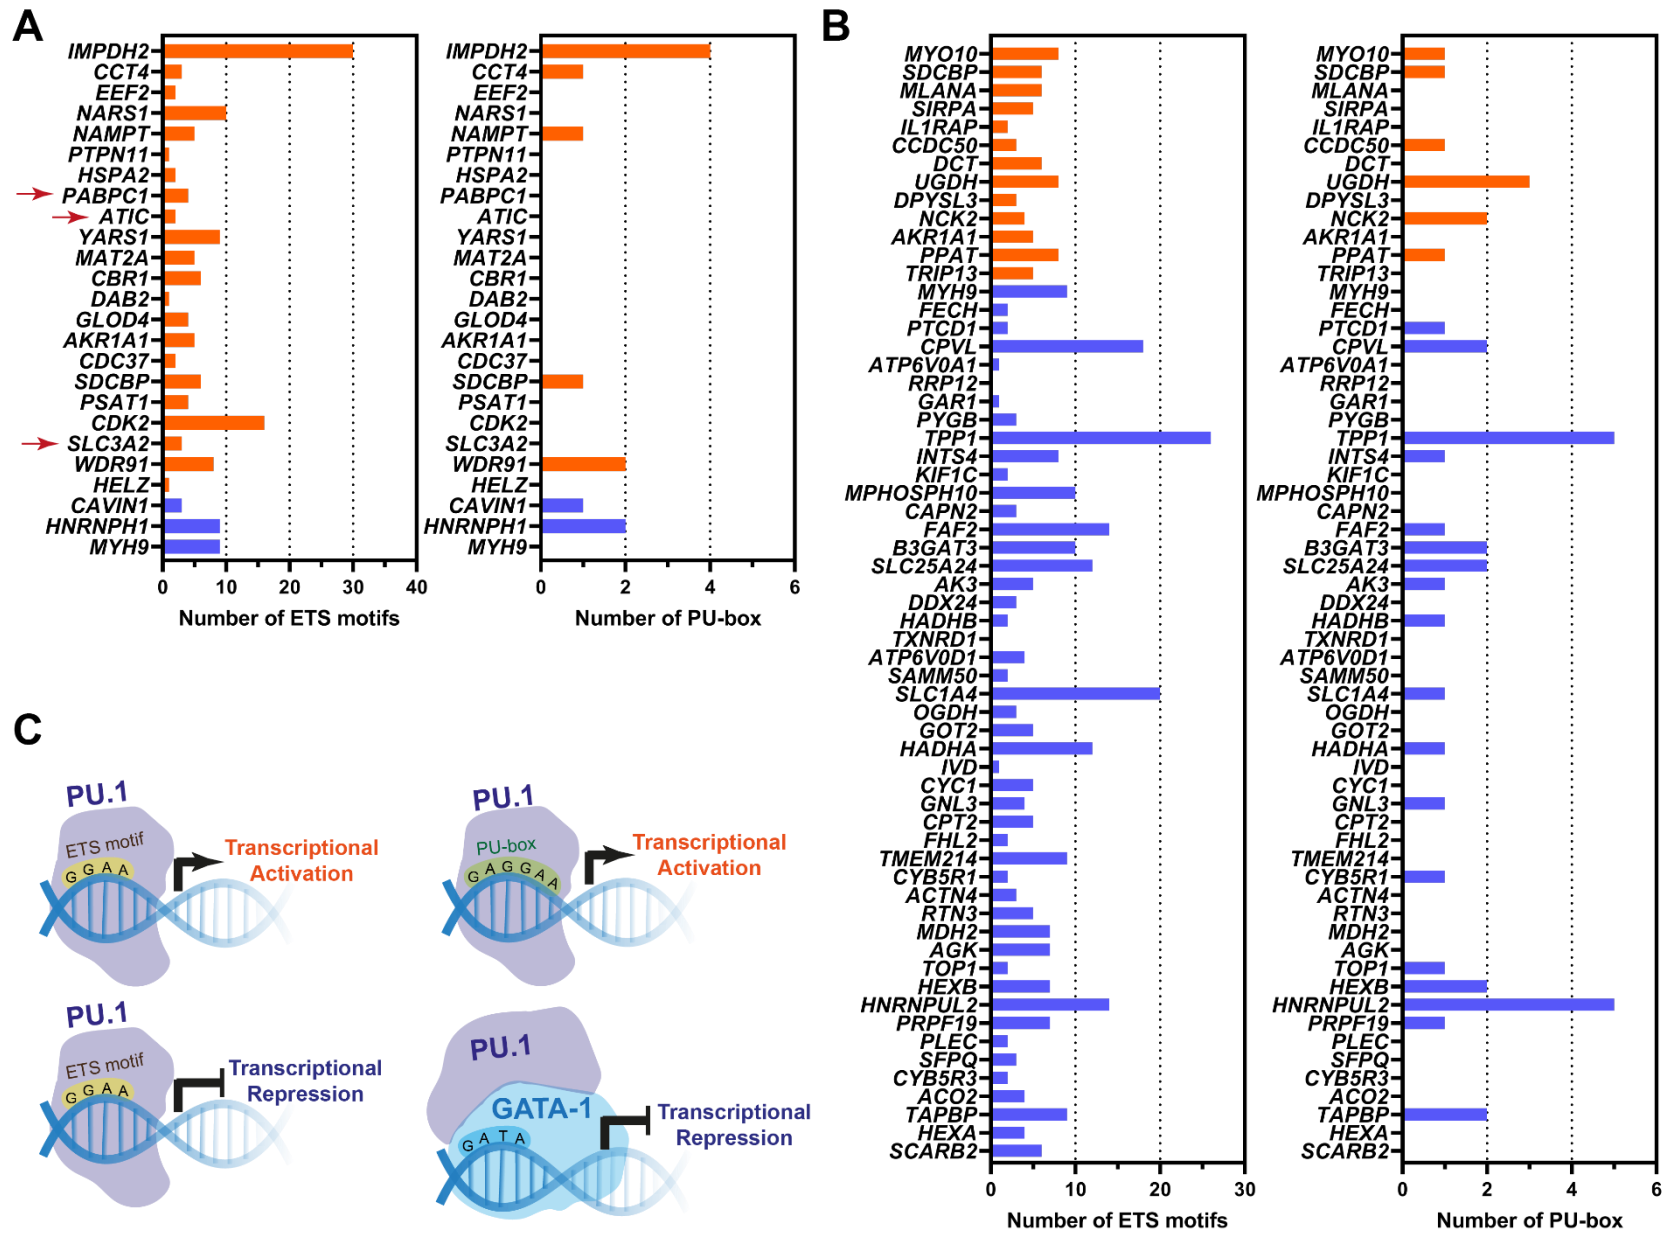 A
IMPDH2
CCT4
EEF2
NARS1
NAMPT
PTPN11
HSPA2
PABPC1
ATIC
YARS1
MAT2A
CBR1
DAB2
GLOD4
AKR1A1
CDC37
SDCBP
PSAT1
CDK2
SLC3A2
WDR91
HELZ
CAVIN1
HNRNPH1
MYH9
0 10 20 30 40
Number of ETS motifs
IMPDH2
CCT4
EEF2
NARS1
NAMPT
PTPN11
HSPA2
PABPC1
ATIC
YARS1
MAT2A
CBR1
DAB2
GLOD4
AKR1A1
CDC37
SDCBP
PSAT1
CDK2
SLC3A2
WDR91
HELZ
CAVIN1
HNRNPH1
MYH9
0 2 4 6
Number of PU-box
B
MYO10
SDCBP
MLANA
SIRPA
IL1RAP
CCDC50
DCT
UGDH
DPYSL3
NCK2
AKR1A1
PPAT
TRIP13
MYH9
FECH
PTCD1
CPVL
ATP6V0A1
RRP12
GAR1
PYGB
TPP1
INTS4
KIF1C
MPHOSPH10
CAPN2
FAF2
B3GAT3
SLC25A24
AK3
DDX24
HADHB
TXNRD1
ATP6V0D1
SAMM50
SLC1A4
OGDH
GOT2
HADHA
IVD
CYC1
GNL3
CPT2
FHL2
TMEM214
CYB5R1
ACTN4
RTN3
MDH2
AGK
TOP1
HEXB
HNRNPUL2
PRPF19
PLEC
SFPQ
CYB5R3
ACO2
TAPBP
HEXA
SCARB2
0 10 20 30
Number of ETS motifs
MYO10
SDCBP
MLANA
SIRPA
IL1RAP
CCDC50
DCT
UGDH
DPYSL3
NCK2
AKR1A1
PPAT
TRIP13
MYH9
FECH
PTCD1
CPVL
ATP6V0A1
RRP12
GAR1
PYGB
TPP1
INTS4
KIF1C
MPHOSPH10
CAPN2
FAF2
B3GAT3
SLC25A24
AK3
DDX24
HADHB
TXNRD1
ATP6V0D1
SAMM50
SLC1A4
OGDH
GOT2
HADHA
IVD
CYC1
GNL3
CPT2
FHL2
TMEM214
CYB5R1
ACTN4
RTN3
MDH2
AGK
TOP1
HEXB
HNRNPUL2
PRPF19
PLEC
SFPQ
CYB5R3
ACO2
TAPBP
HEXA
SCARB2
0 2 4 6
Number of PU-box
C
PU.1
ETS motif
GGAA
Transcriptional
Activation
PU.1
PU-box
GAGGAA
Transcriptional
Activation
PU.1
ETS motif
GGAA
Transcriptional
Repression
PU.1
GATA-1
GATA
Transcriptional
Repression